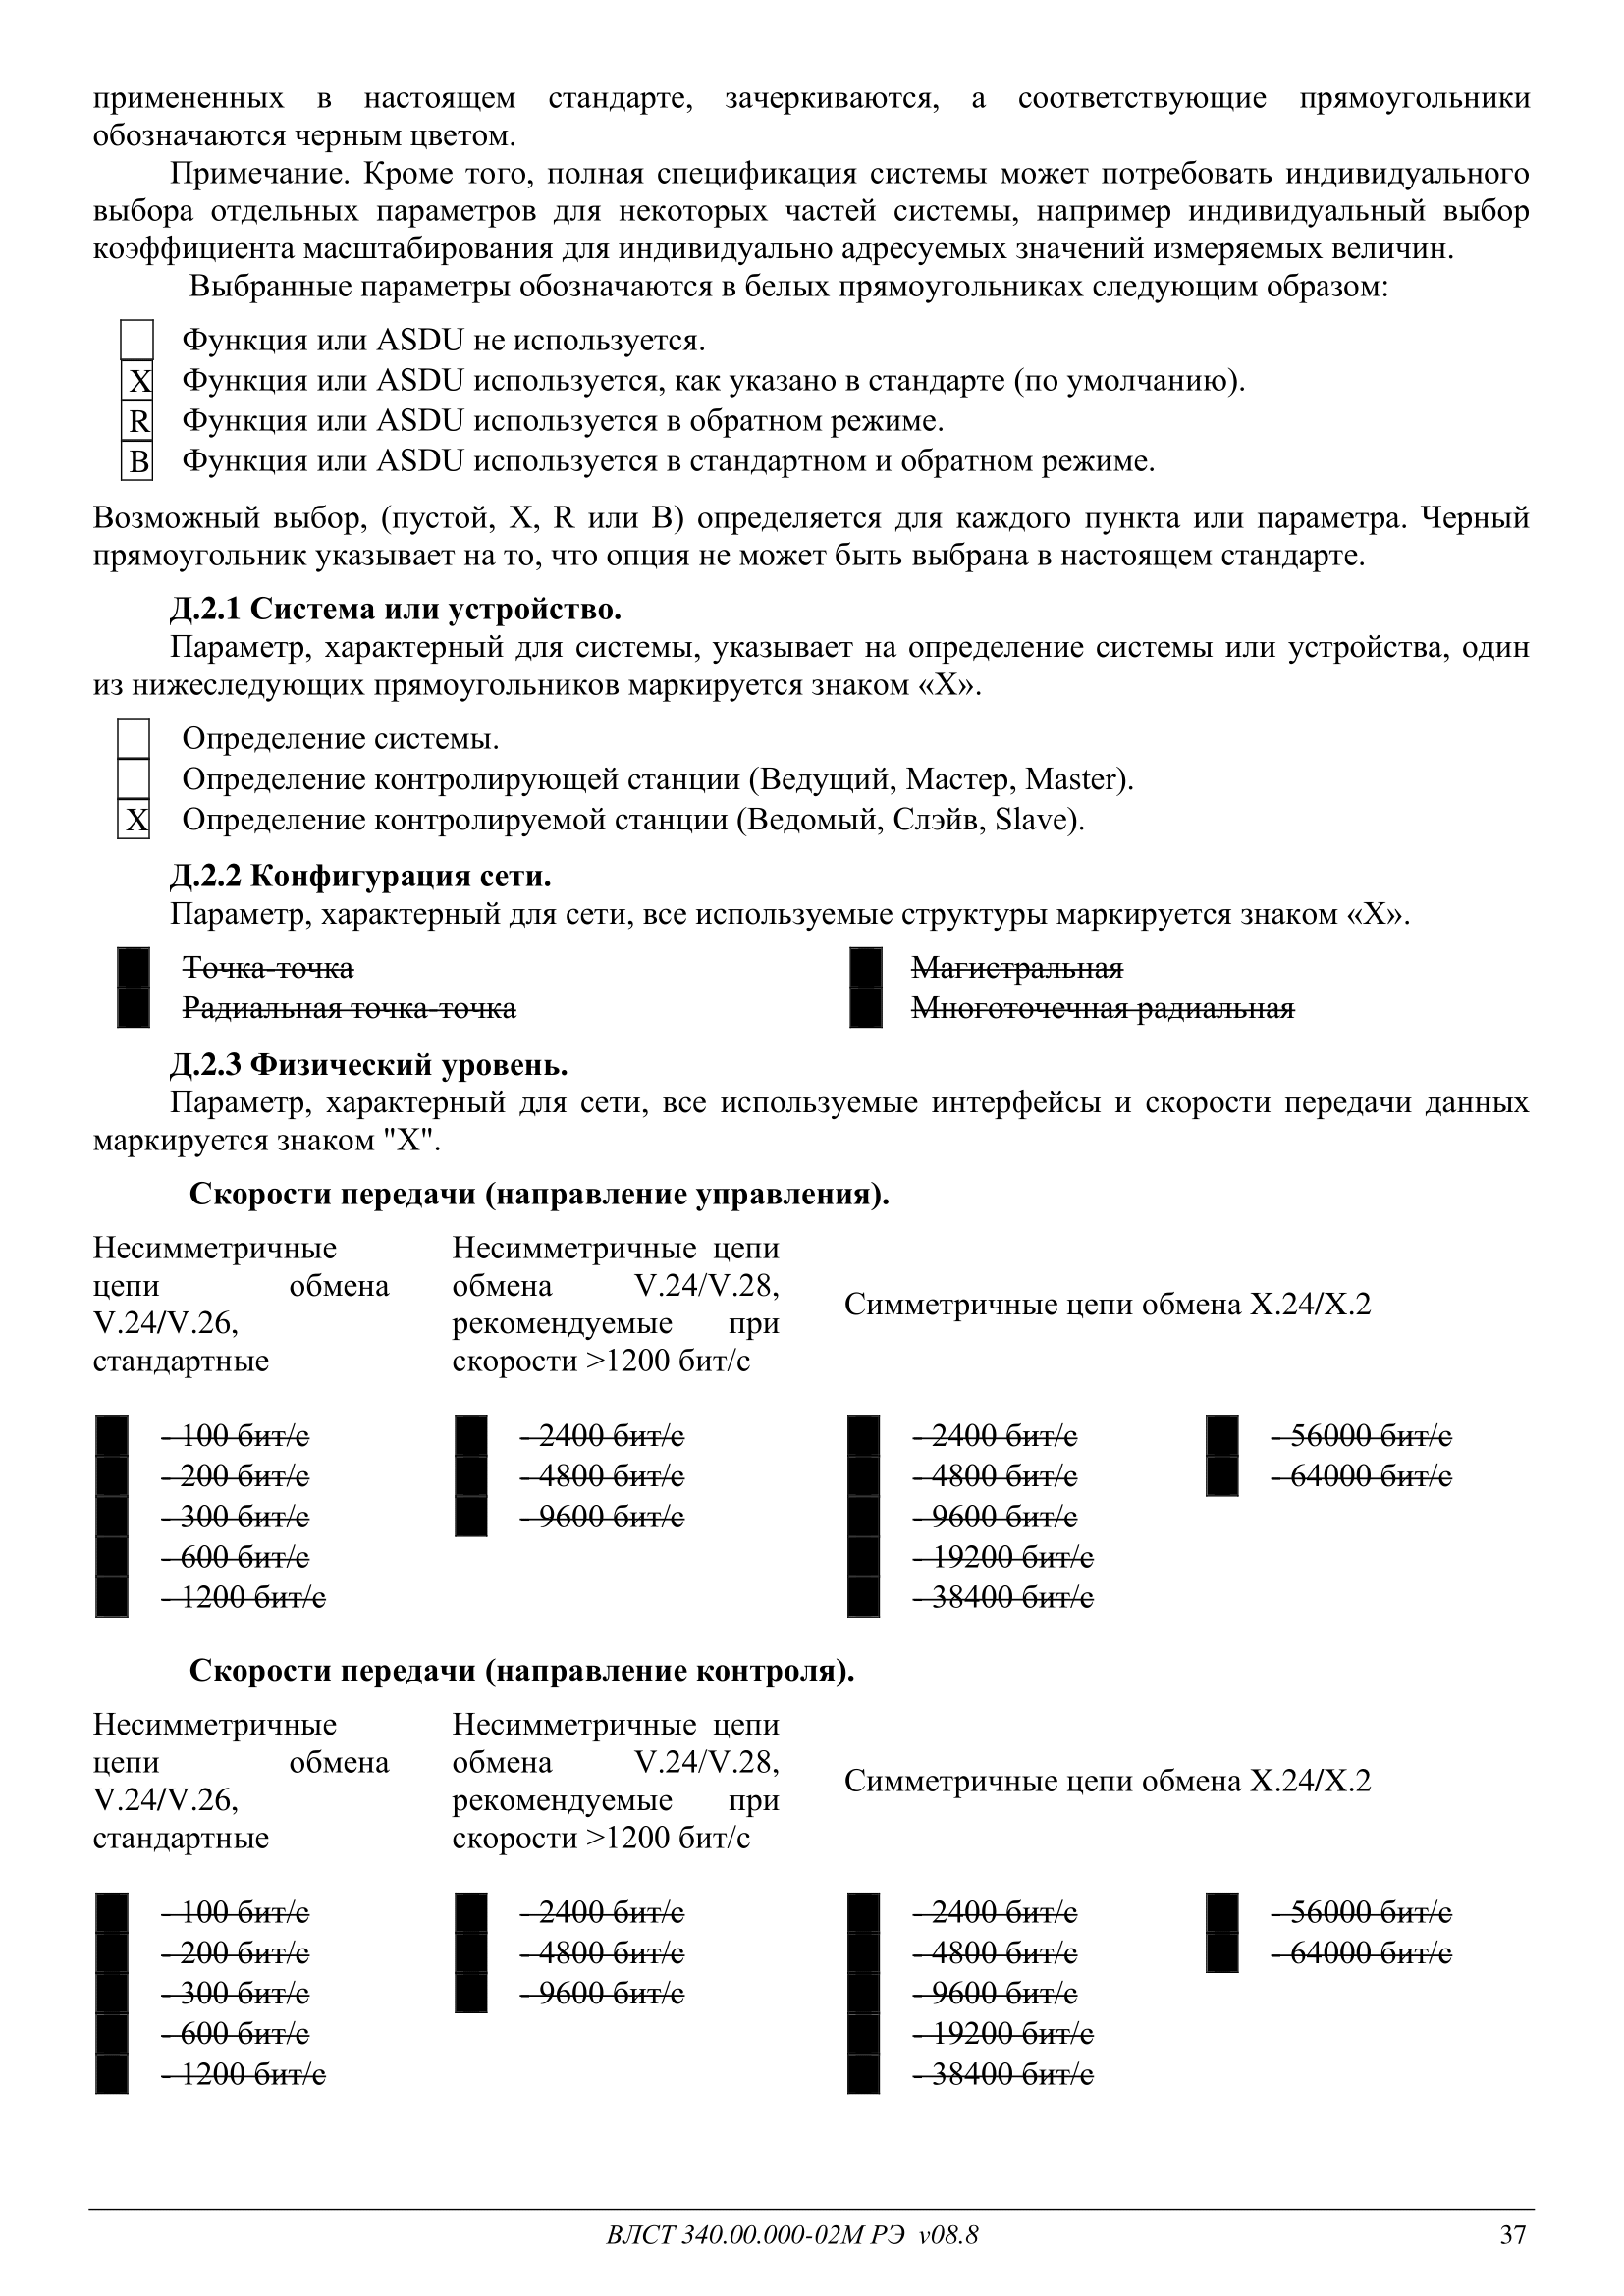 примененных в настоящем стандарте, зачеркиваются, а соответствующие прямоугольники
обозначаются черным цветом.
Примечание. Кроме того, полная спецификация системы может потребовать индивидуального
выбора отдельных параметров для некоторых частей системы, например индивидуальный выбор
коэффициента масштабирования для индивидуально адресуемых значений измеряемых величин.
Выбранные параметры обозначаются в белых прямоугольниках следующим образом:
Функция или ASDU не используется.
X Функция или ASDU используется, как указано в стандарте (по умолчанию).
R Функция или ASDU используется в обратном режиме.
B Функция или ASDU используется в стандартном и обратном режиме.
Возможный выбор, (пустой, X, R или B) определяется для каждого пункта или параметра. Черный
прямоугольник указывает на то, что опция не может быть выбрана в настоящем стандарте.
Д.2.1 Система или устройство.
Параметр, характерный для системы, указывает на определение системы или устройства, один
из нижеследующих прямоугольников маркируется знаком «X».
Определение системы.
Определение контролирующей станции (Ведущий, Мастер, Master).
X Определение контролируемой станции (Ведомый, Слэйв, Slave).
Д.2.2 Конфигурация сети.
Параметр, характерный для сети, все используемые структуры маркируется знаком «X».
Точка-точка Магистральная
Радиальная точка-точка Многоточечная радиальная
Д.2.3 Физический уровень.
Параметр, характерный для сети, все используемые интерфейсы и скорости передачи данных
маркируется знаком "X".
Скорости передачи (направление управления).
Несимметричные
цепи обмена
V.24/V.26,
стандартные
Несимметричные цепи
обмена V.24/V.28,
рекомендуемые при
скорости >1200 бит/с
Симметричные цепи обмена X.24/X.2
- 100 бит/с - 2400 бит/с - 2400 бит/с - 56000 бит/с
- 200 бит/с - 4800 бит/с - 4800 бит/с - 64000 бит/с
- 300 бит/с - 9600 бит/с - 9600 бит/с
- 600 бит/с - 19200 бит/с
- 1200 бит/с - 38400 бит/с
Скорости передачи (направление контроля).
Несимметричные
цепи обмена
V.24/V.26,
стандартные
Несимметричные цепи
обмена V.24/V.28,
рекомендуемые при
скорости >1200 бит/с
Симметричные цепи обмена X.24/X.2
- 100 бит/с - 2400 бит/с - 2400 бит/с - 56000 бит/с
- 200 бит/с - 4800 бит/с - 4800 бит/с - 64000 бит/с
- 300 бит/с - 9600 бит/с - 9600 бит/с
- 600 бит/с - 19200 бит/с
- 1200 бит/с - 38400 бит/с
ВЛСТ 340.00.000-02М РЭ v08.8 37